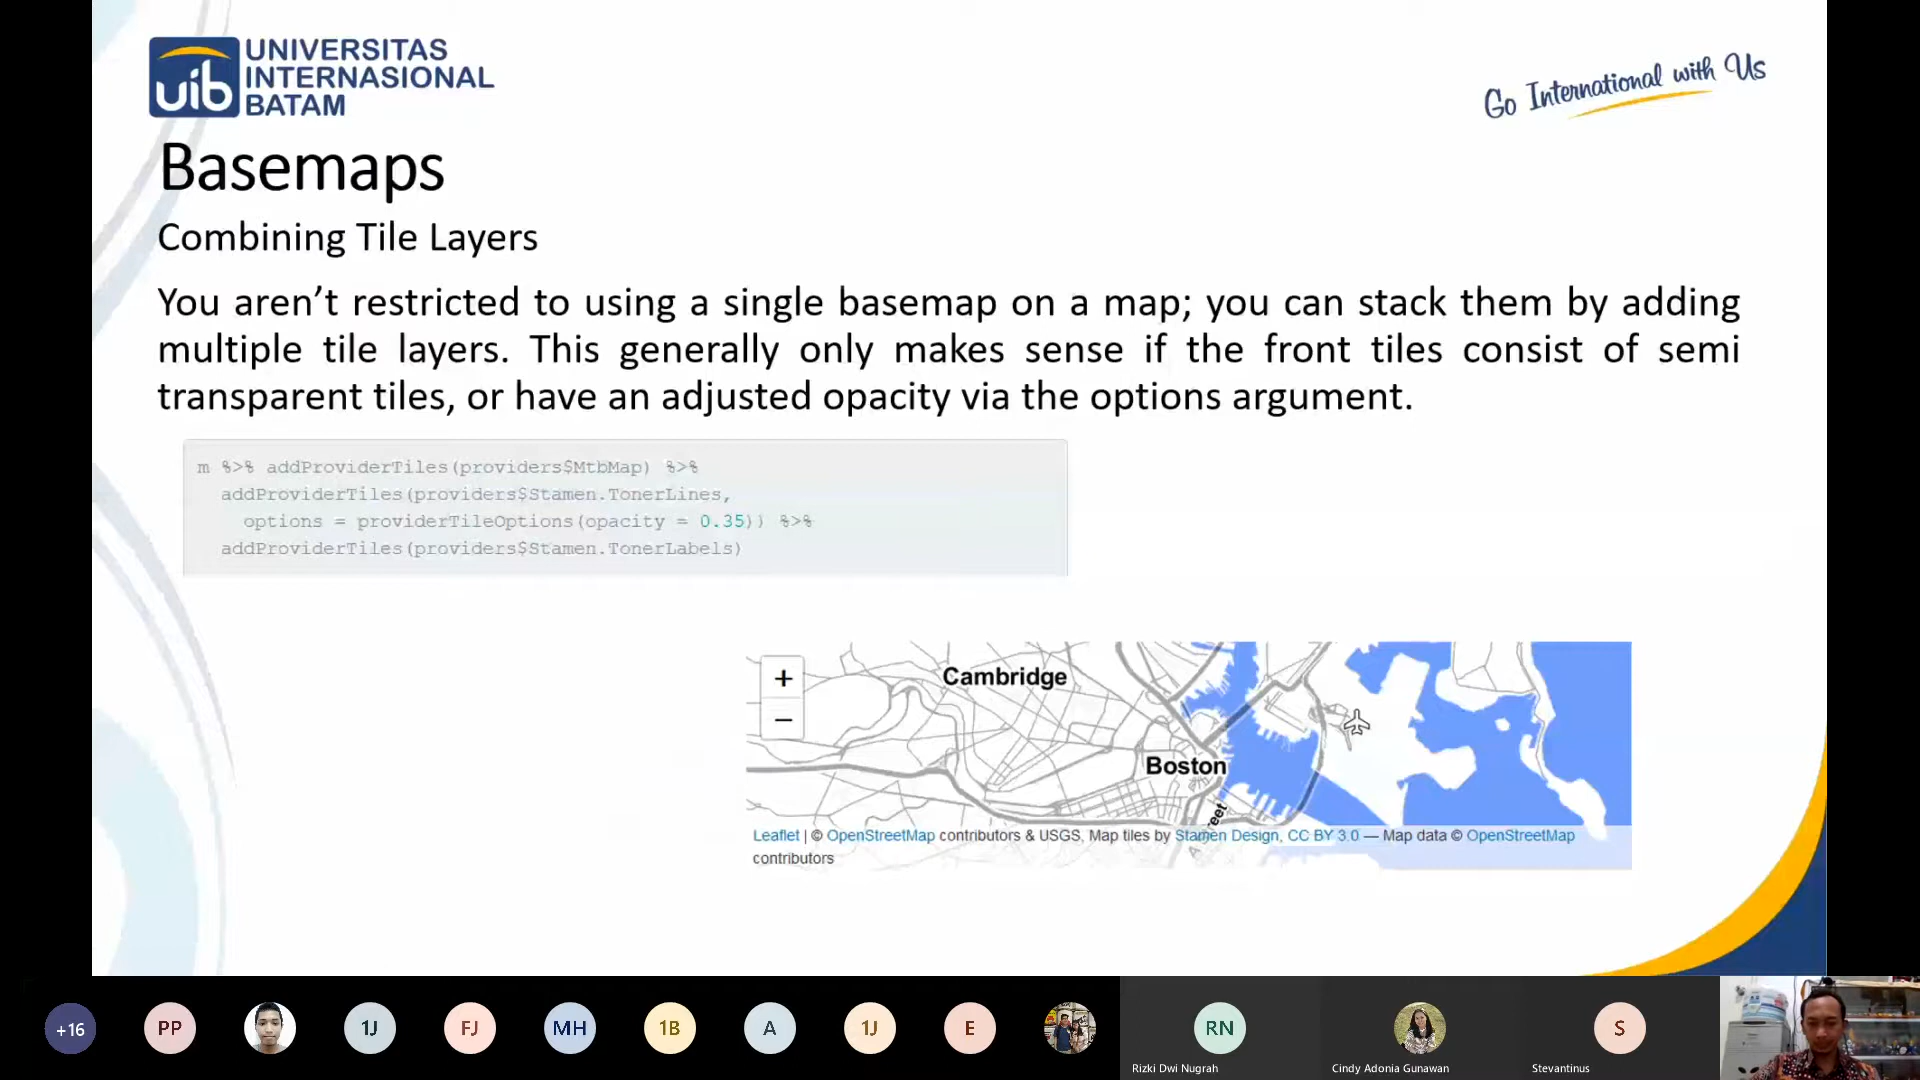 uib
UNIVERSITAS
INTERNASIONAL
BATAM
Go International with Us
Basemaps
Combining Tile Layers
You aren’t restricted to using a single basemap on a map; you can stack them by adding
multiple tile layers. This generally only makes sense if the front tiles consist of semi
transparent tiles, or have an adjusted opacity via the options argument.
m %>% addProviderTiles(providers$MtbMap) %>%
addProviderTiles(providers$Stamen.TonerLines,
options = providerTileOptions(opacity = 0.35)) %>%
addProviderTiles(providers$Stamen.TonerLabels)
+
−
Cambridge
Boston
Leaflet | © OpenStreetMap contributors & USGS, Map tiles by Stamen Design, CC BY 3.0 — Map data © OpenStreetMap
contributors
+16
PP
1J
FJ
MH
1B
A
1J
E
RN
S
Rizki Dwi Nugrah
Cindy Adonia Gunawan
Stevantinus